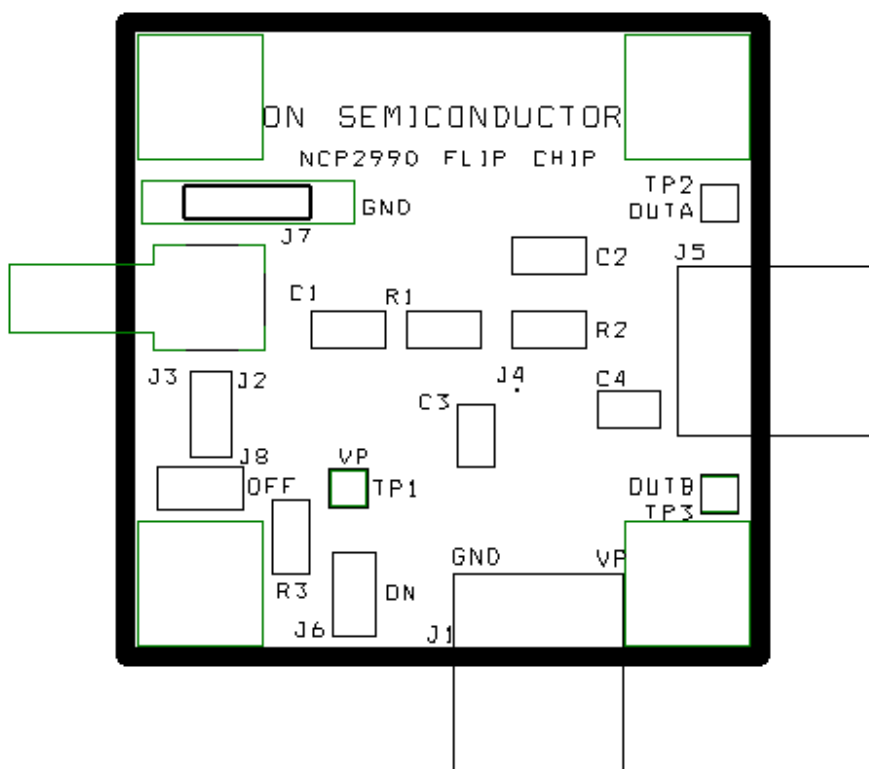 ON SEMICONDUCTOR
NCP2990 FLIP CHIP
TP2
OUTA
GND
J7
J5
C2
C1
R1
R2
J3
J2
J4
C4
C3
J8
VP
OFF
TP1
OUTB
TP3
GND
VP
R3
ON
J6
J1